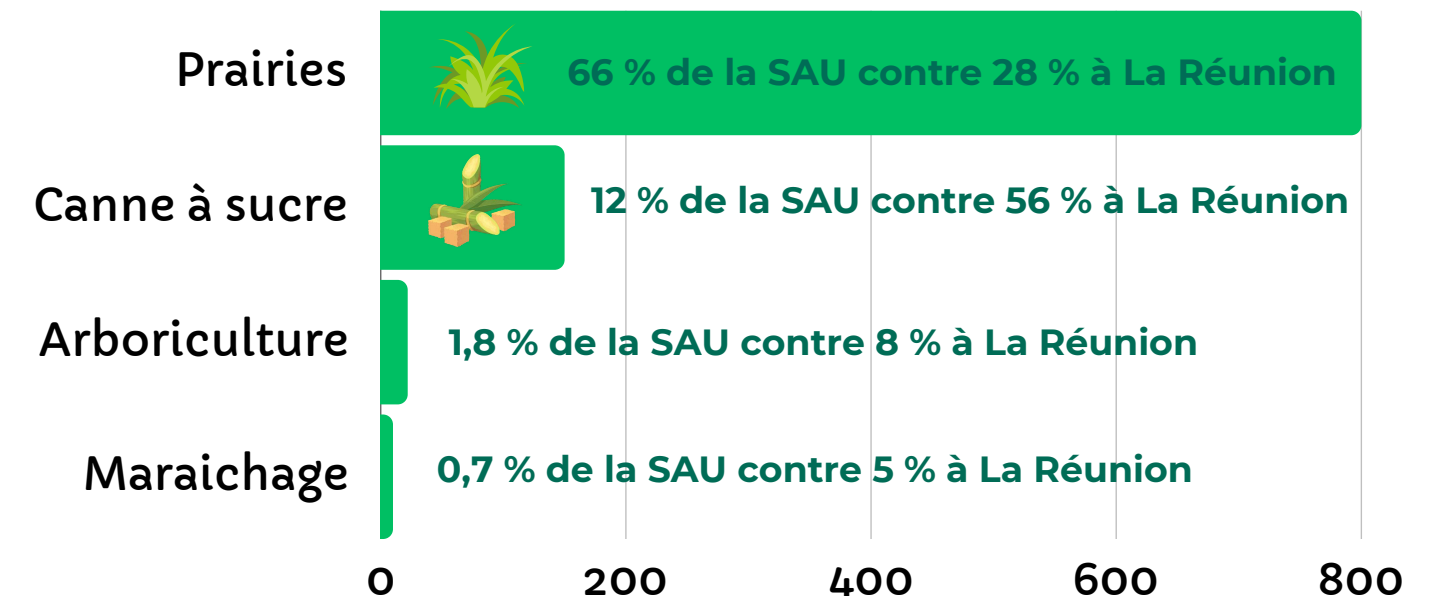 Prairies
66 % de la SAU contre 28 % à La Réunion
Canne à sucre
12 % de la SAU contre 56 % à La Réunion
Arboriculture
1,8 % de la SAU contre 8 % à La Réunion
Maraichage
0,7 % de la SAU contre 5 % à La Réunion
0 200 400 600 800